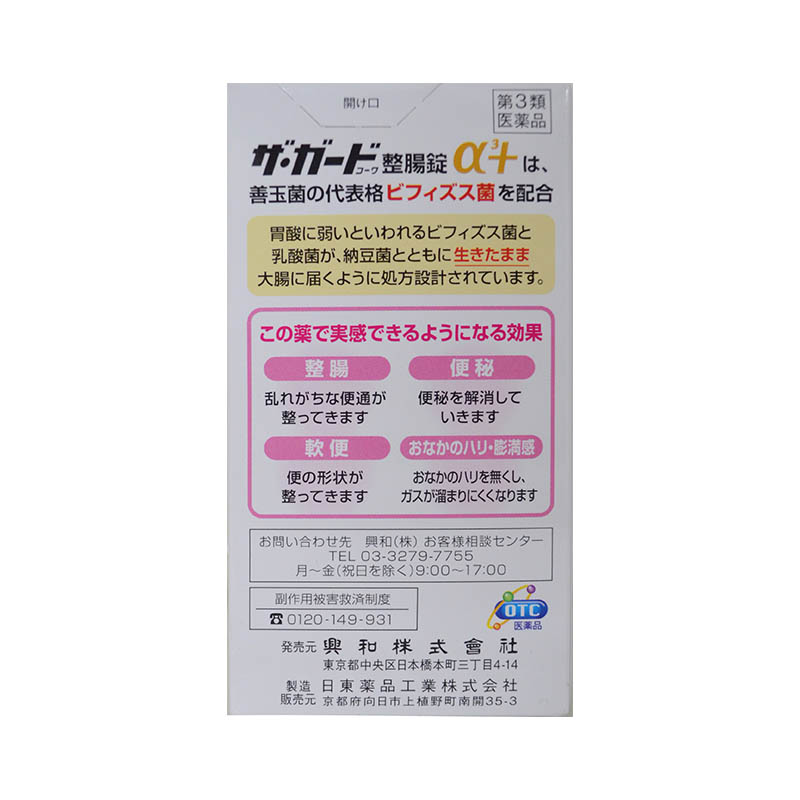 開け口
第3類
医薬品
ザ・ガードコーワ整腸錠α³+は、
善玉菌の代表格ビフィズス菌を配合
胃酸に弱いといわれるビフィズス菌と
乳酸菌が、納豆菌とともに生きたまま
大腸に届くように処方設計されています。
この薬で実感できるようになる効果
整腸
乱れがちな便通が
整ってきます
便秘
便秘を解消して
いきます
軟便
便の形状が
整ってきます
おなかのハリ・膨満感
おなかのハリを無くし、
ガスが溜まりにくくなります
お問い合わせ先 興和(株) お客様相談センター
TEL 03-3279-7755
月〜金(祝日を除く)9:00〜17:00
副作用被害救済制度
☎0120-149-931
OTC
医薬品
発売元 興和株式會社
東京都中央区日本橋本町三丁目4-14
製造販売元 日東薬品工業株式会社
京都府向日市上植野町南開35-3